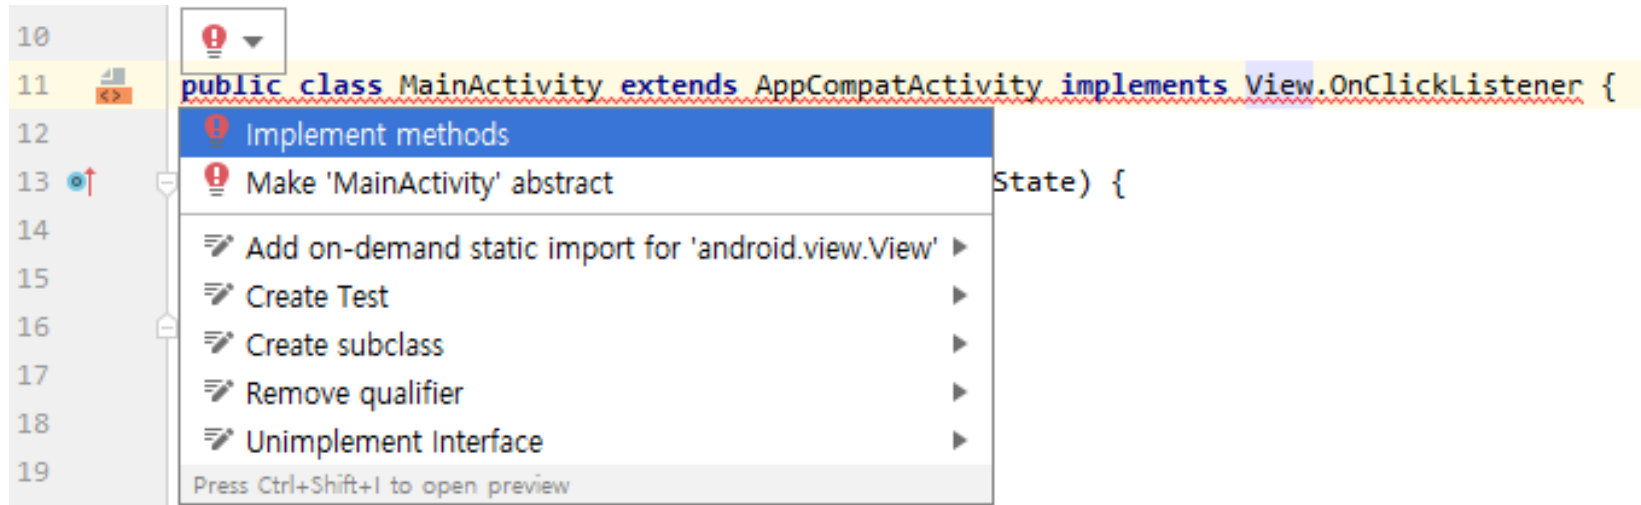 10
11 public class MainActivity extends AppCompatActivity implements View.OnClickListener {
12 Implement methods
13 Make 'MainActivity' abstract State) {
14 Add on-demand static import for 'android.view.View'
15 Create Test
16 Create subclass
17 Remove qualifier
18 Unimplement Interface
19 Press Ctrl+Shift+I to open preview